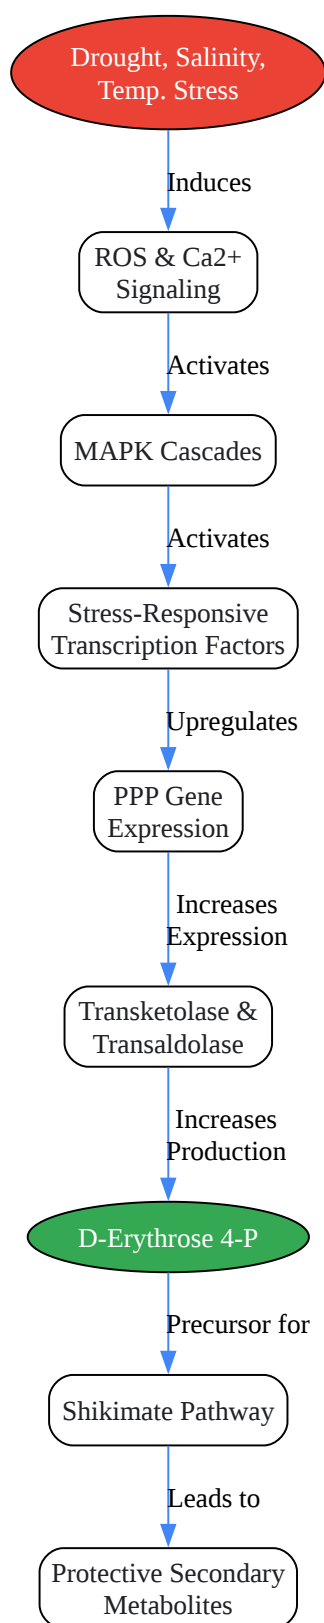 Drought, Salinity,
Temp. Stress
Induces
ROS & Ca2+
Signaling
Activates
MAPK Cascades
Activates
Stress-Responsive
Transcription Factors
Upregulates
PPP Gene
Expression
Increases
Expression
Transketolase &
Transaldolase
Increases
Production
D-Erythrose 4-P
Precursor for
Shikimate Pathway
Leads to
Protective Secondary
Metabolites